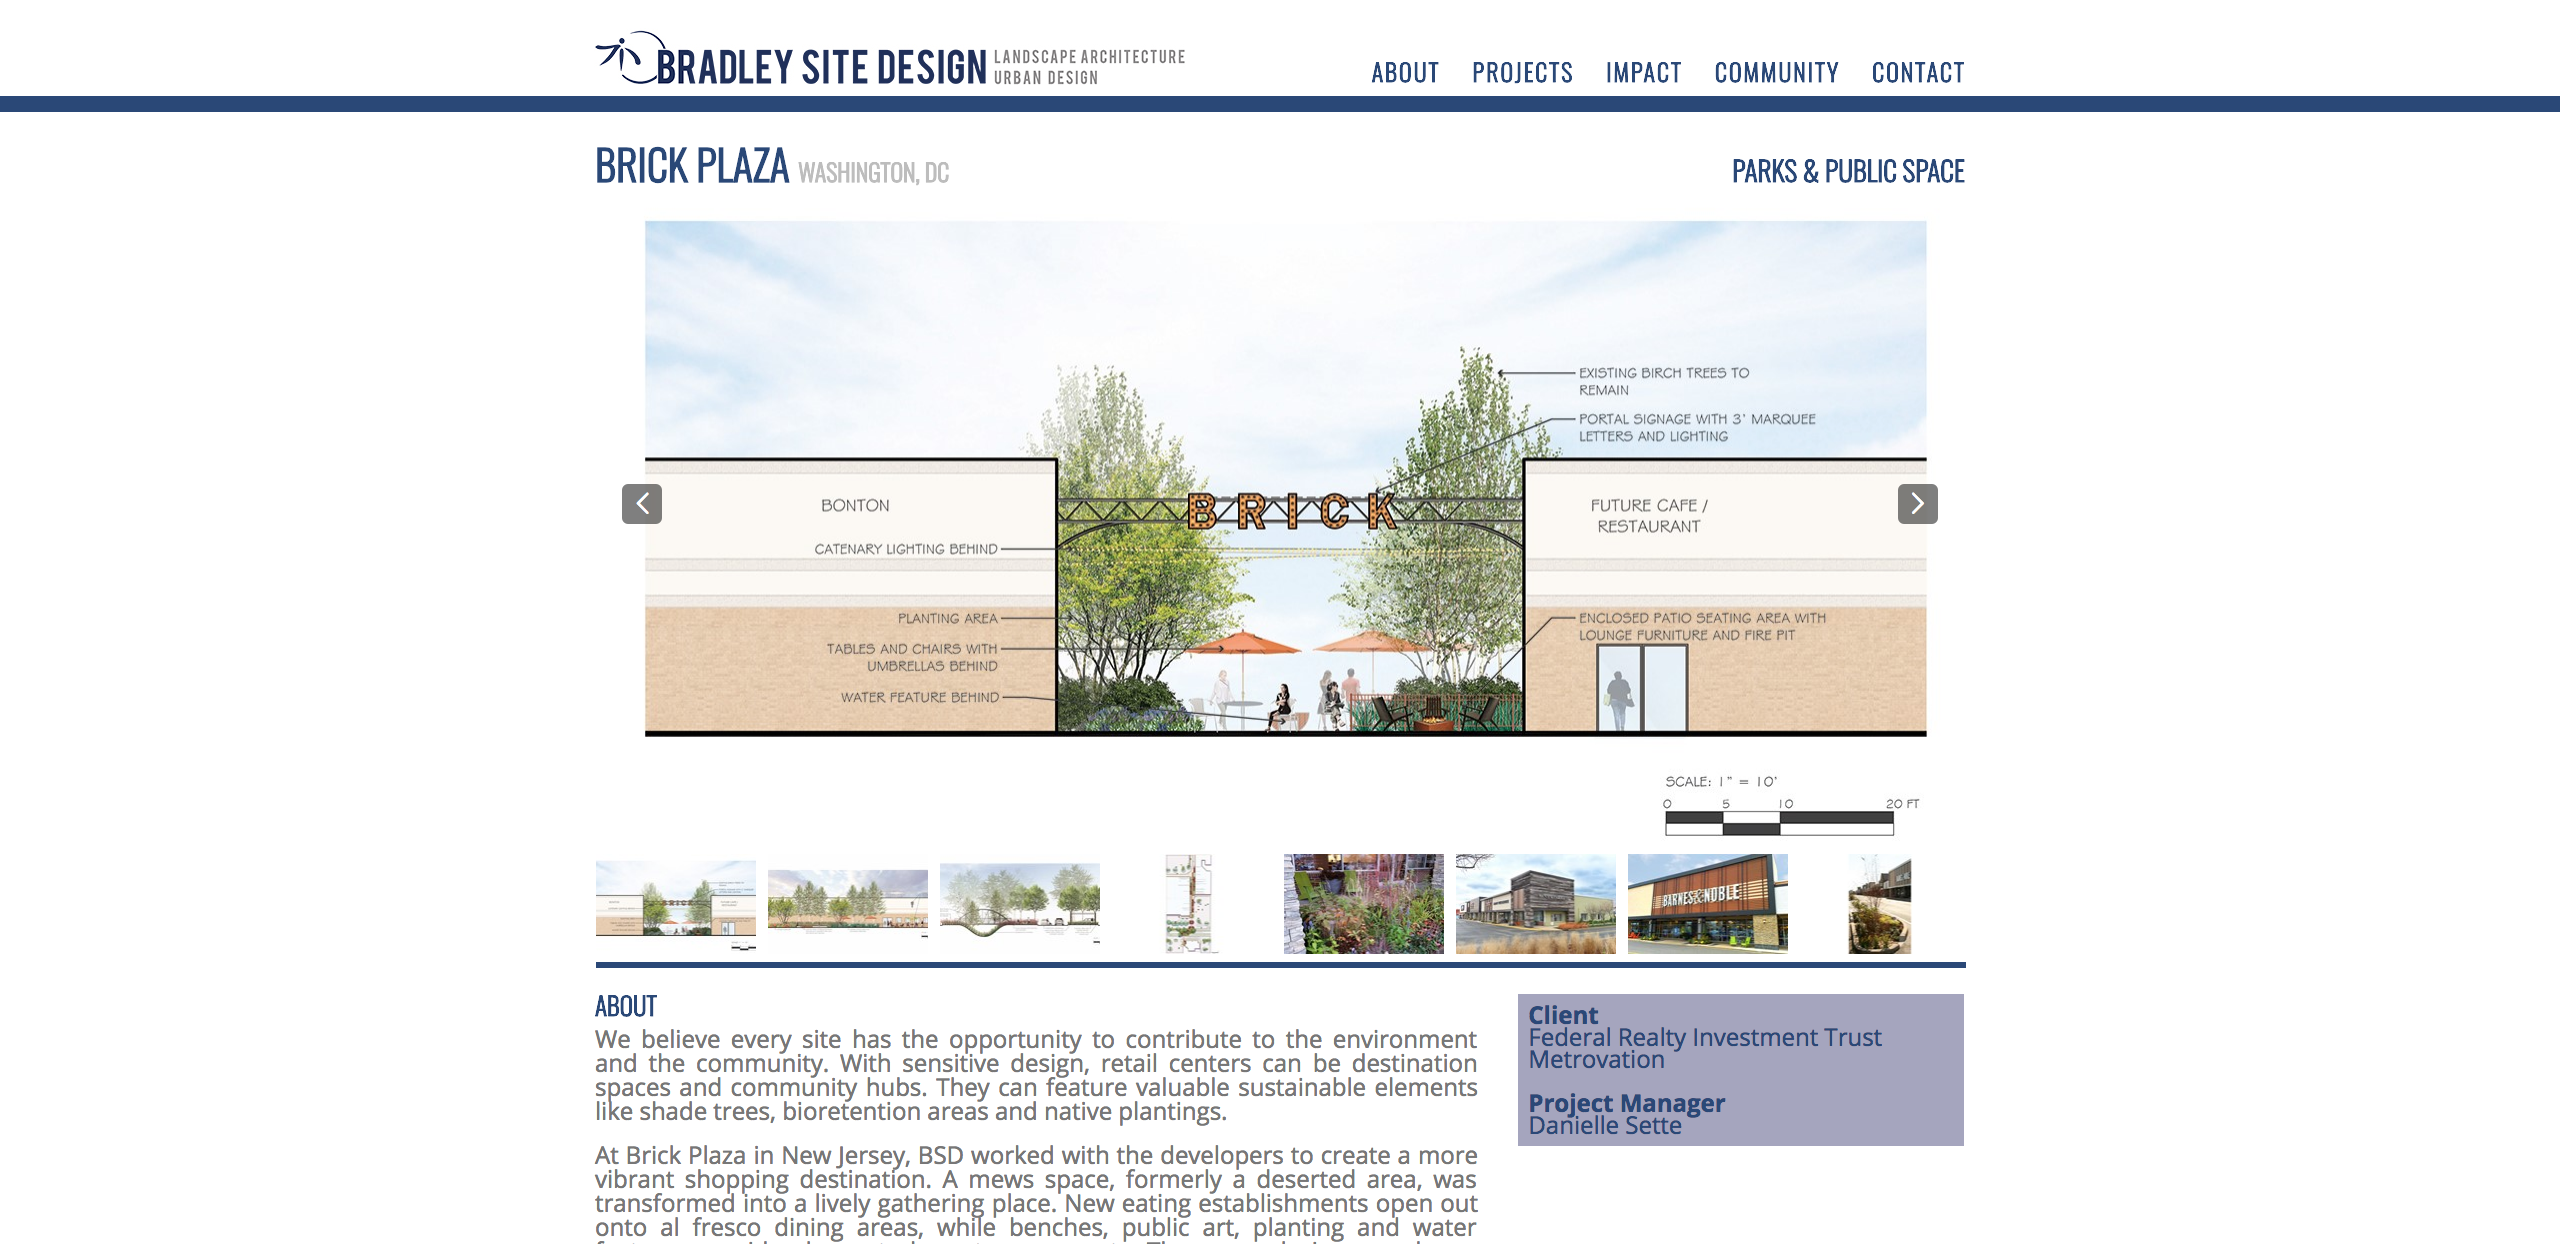 BRADLEY SITE DESIGN
LANDSCAPE ARCHITECTURE
URBAN DESIGN
ABOUT PROJECTS IMPACT COMMUNITY CONTACT
BRICK PLAZA WASHINGTON, DC
PARKS & PUBLIC SPACE
EXISTING BIRCH TREES TO
REMAIN
PORTAL SIGNAGE WITH 3' MARQUEE
LETTERS AND LIGHTING
BONTON
BRICK
FUTURE CAFE /
RESTAURANT
CATENARY LIGHTING BEHIND
PLANTING AREA
TABLES AND CHAIRS WITH
UMBRELLAS BEHIND
WATER FEATURE BEHIND
ENCLOSED PATIO SEATING AREA WITH
LOUNGE FURNITURE AND FIRE PIT
SCALE: 1" = 10'
0 5 10 20 FT
BARNES & NOBLE
ABOUT
We believe every site has the opportunity to contribute to the environment
and the community. With sensitive design, retail centers can be destination
spaces and community hubs. They can feature valuable sustainable elements
like shade trees, bioretention areas and native plantings.
At Brick Plaza in New Jersey, BSD worked with the developers to create a more
vibrant shopping destination. A mews space, formerly a deserted area, was
transformed into a lively gathering place. New eating establishments open out
onto al fresco dining areas, while benches, public art, planting and water
Client
Federal Realty Investment Trust
Metrovation
Project Manager
Danielle Sette